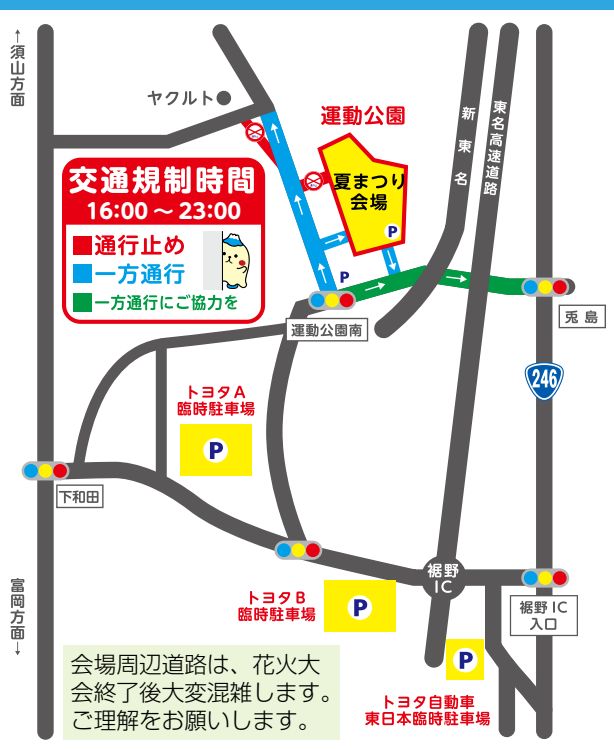 ←須山方面
ヤクルト
運動公園
夏まつり
会場
P
P
新東名
東名高速道路
交通規制時間
16:00～23:00
通行止め
一方通行
一方通行にご協力を
運動公園南
兎島
246
トヨタA
臨時駐車場
P
下和田
裾野
IC
裾野IC
入口
トヨタB
臨時駐車場
P
P
富岡方面→
トヨタ自動車
東日本臨時駐車場
会場周辺道路は、花火大
会終了後大変混雑します。
ご理解をお願いします。